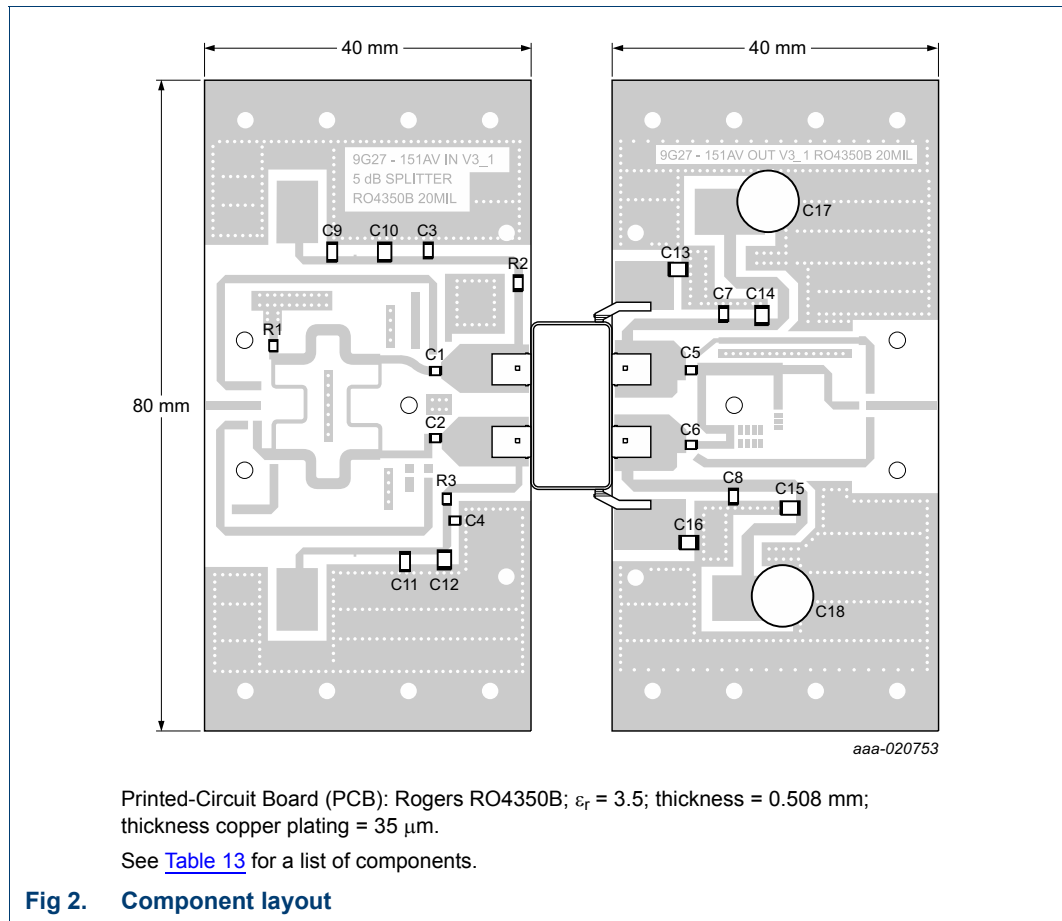 40 mm
40 mm
80 mm
9G27 - 151AV IN V3_1
5 dB SPLITTER
RO4350B 20MIL
9G27 - 151AV OUT V3_1 RO4350B 20MIL
C17
C9
C10
C3
R2
C13
C7
C14
R1
C1
C5
C2
C6
R3
C4
C8
C15
C16
C11
C12
C18
aaa-020753
Printed-Circuit Board (PCB): Rogers RO4350B; εr = 3.5; thickness = 0.508 mm;
thickness copper plating = 35 μm.
See Table 13 for a list of components.
Fig 2. Component layout